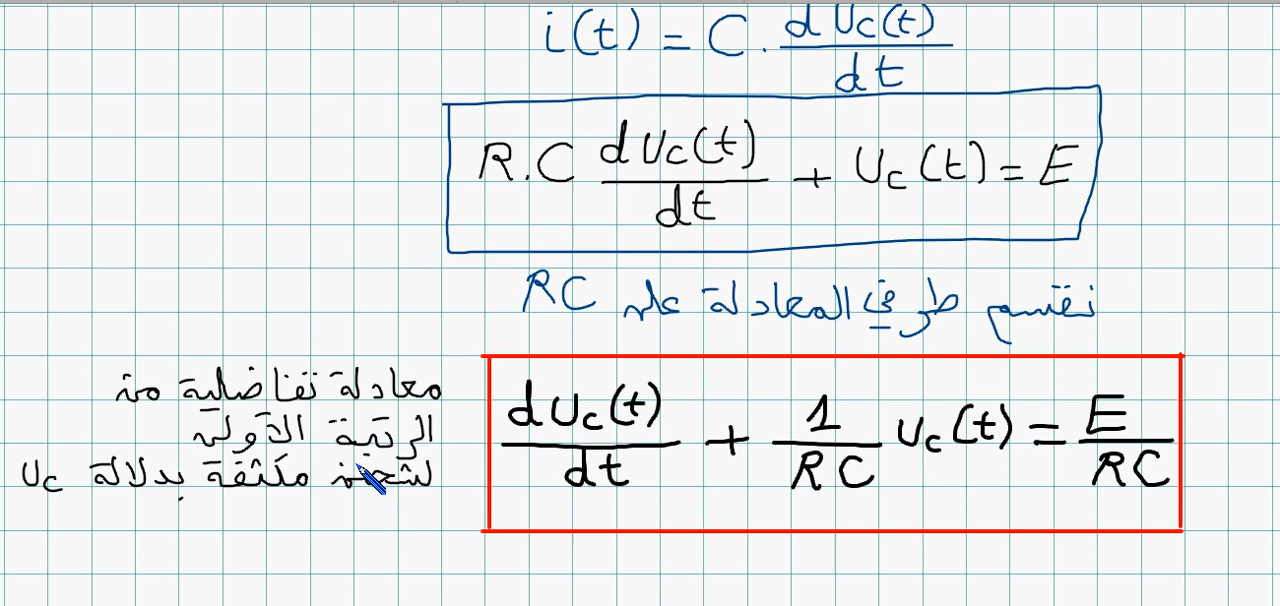 i(t) = C . dUc(t)/dt
R.C dUc(t)/dt + Uc(t) = E
نقسم طرفي المعادلة على RC
dUc(t)/dt + 1/RC Uc(t) = E/RC
معادلة تفاضلية من
الرتبة الأولى
لشحن مكثفة بدلالة Uc